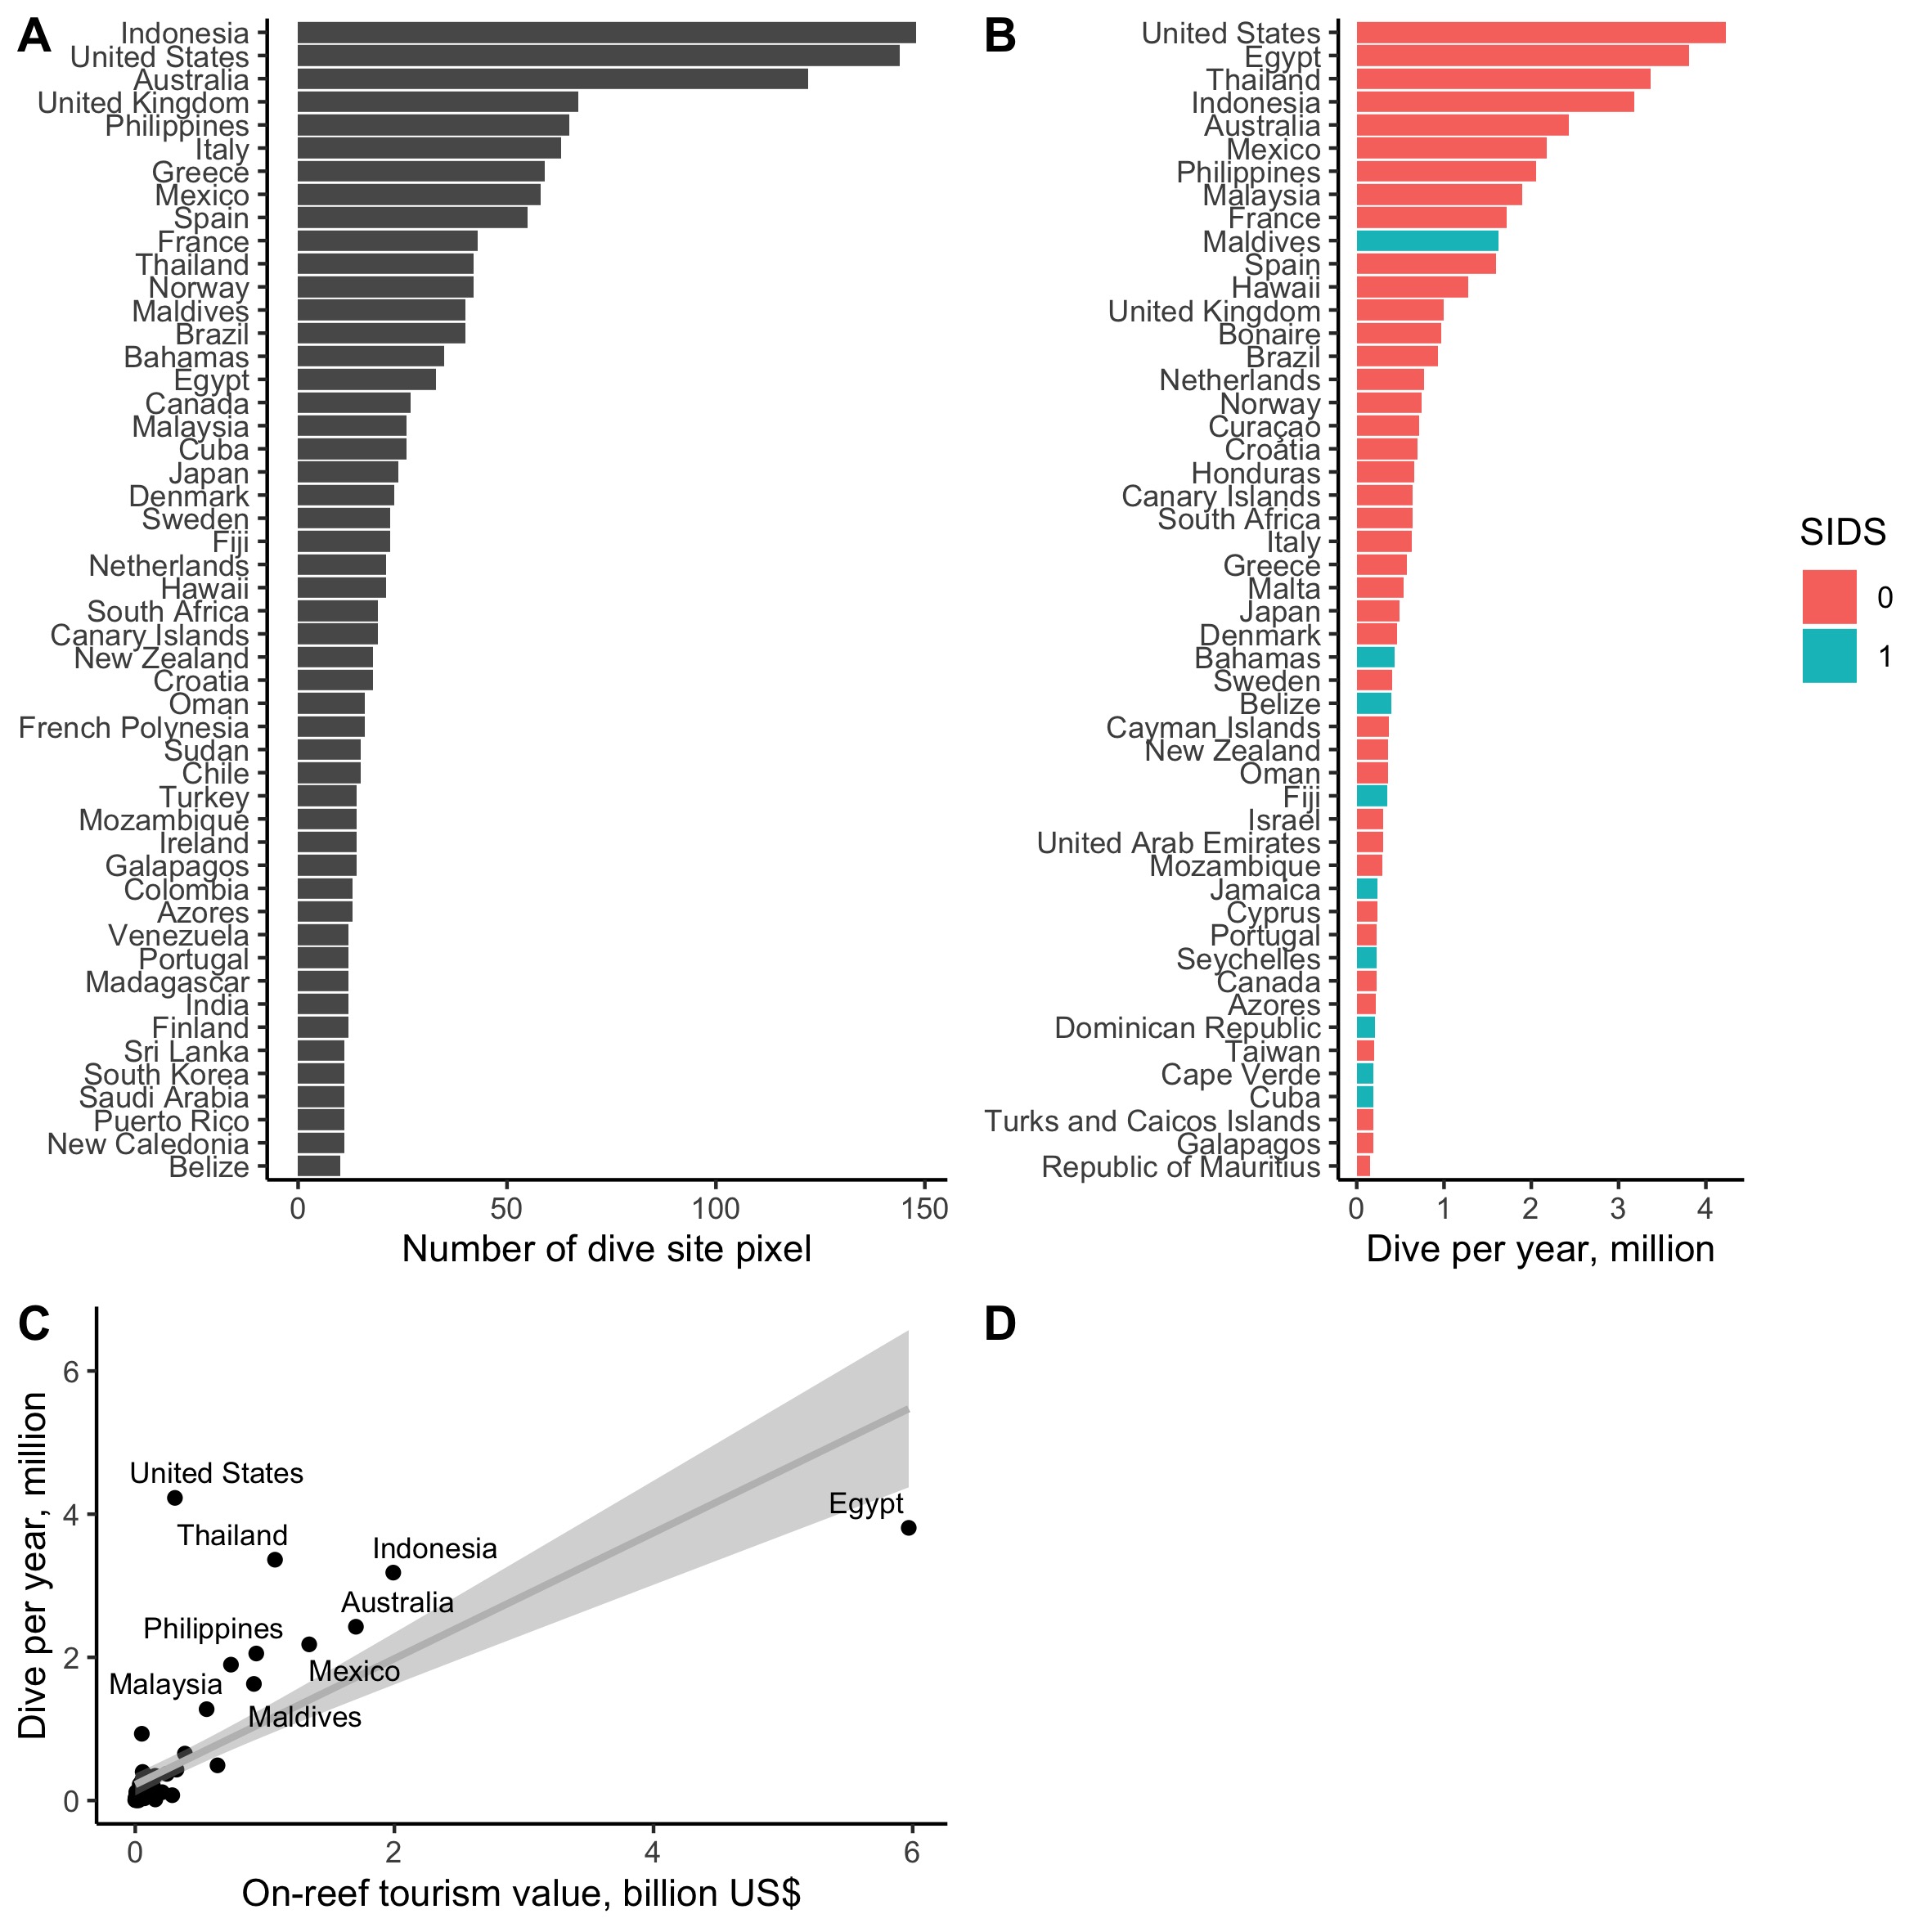 A
Indonesia
United States
Australia
United Kingdom
Philippines
Italy
Greece
Mexico
Spain
France
Thailand
Norway
Maldives
Brazil
Bahamas
Egypt
Canada
Malaysia
Cuba
Japan
Denmark
Sweden
Fiji
Netherlands
Hawaii
South Africa
Canary Islands
New Zealand
Croatia
Oman
French Polynesia
Sudan
Chile
Turkey
Mozambique
Ireland
Galapagos
Colombia
Azores
Venezuela
Portugal
Madagascar
India
Finland
Sri Lanka
South Korea
Saudi Arabia
Puerto Rico
New Caledonia
Belize
0 50 100 150
Number of dive site pixel
B
United States
Egypt
Thailand
Indonesia
Australia
Mexico
Philippines
Malaysia
France
Maldives
Spain
Hawaii
United Kingdom
Bonaire
Brazil
Netherlands
Norway
Curaçao
Croatia
Honduras
Canary Islands
South Africa
Italy
Greece
Malta
Japan
Denmark
Bahamas
Sweden
Belize
Cayman Islands
New Zealand
Oman
Fiji
Israel
United Arab Emirates
Mozambique
Jamaica
Cyprus
Portugal
Seychelles
Canada
Azores
Dominican Republic
Taiwan
Cape Verde
Cuba
Turks and Caicos Islands
Galapagos
Republic of Mauritius
0 1 2 3 4
Dive per year, million
SIDS
0
1
C
Dive per year, million
6
4
2
0
United States
Thailand
Indonesia
Australia
Philippines
Mexico
Malaysia
Maldives
Egypt
0 2 4 6
On-reef tourism value, billion US$
D